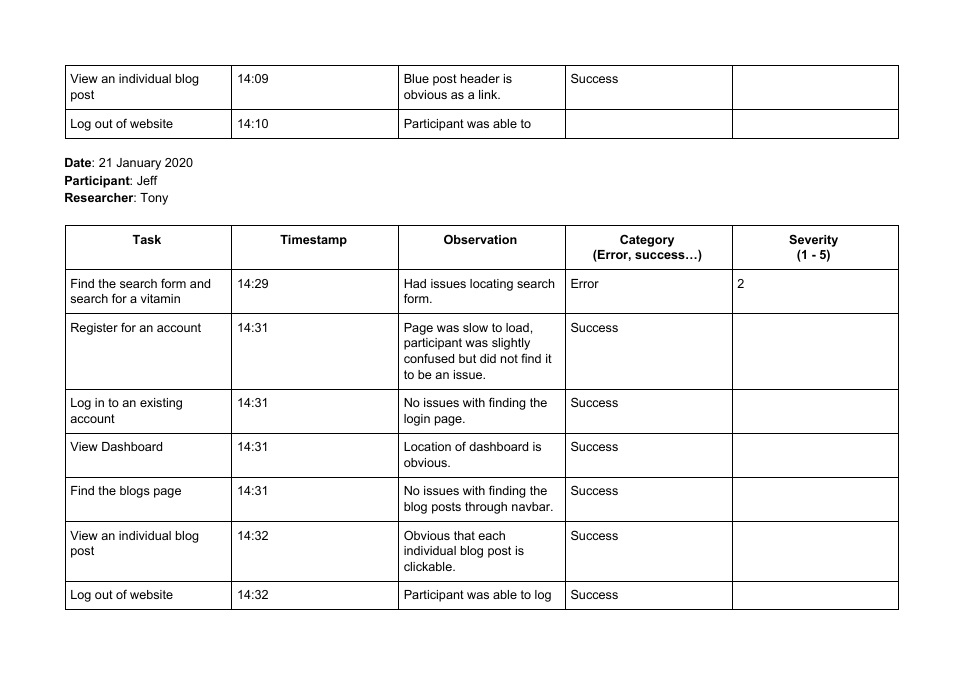 View an individual blog 14:09 Blue post header is Success
post obvious as a link.
Log out of website 14:10 Participant was able to
Date: 21 January 2020
Participant: Jeff
Researcher: Tony
Task Timestamp Observation Category Severity
(Error, success…) (1 - 5)
Find the search form and 14:29 Had issues locating search Error 2
search for a vitamin form.
Register for an account 14:31 Page was slow to load, Success
participant was slightly
confused but did not find it
to be an issue.
Log in to an existing 14:31 No issues with finding the Success
account login page.
View Dashboard 14:31 Location of dashboard is Success
obvious.
Find the blogs page 14:31 No issues with finding the Success
blog posts through navbar.
View an individual blog 14:32 Obvious that each Success
post individual blog post is
clickable.
Log out of website 14:32 Participant was able to log Success